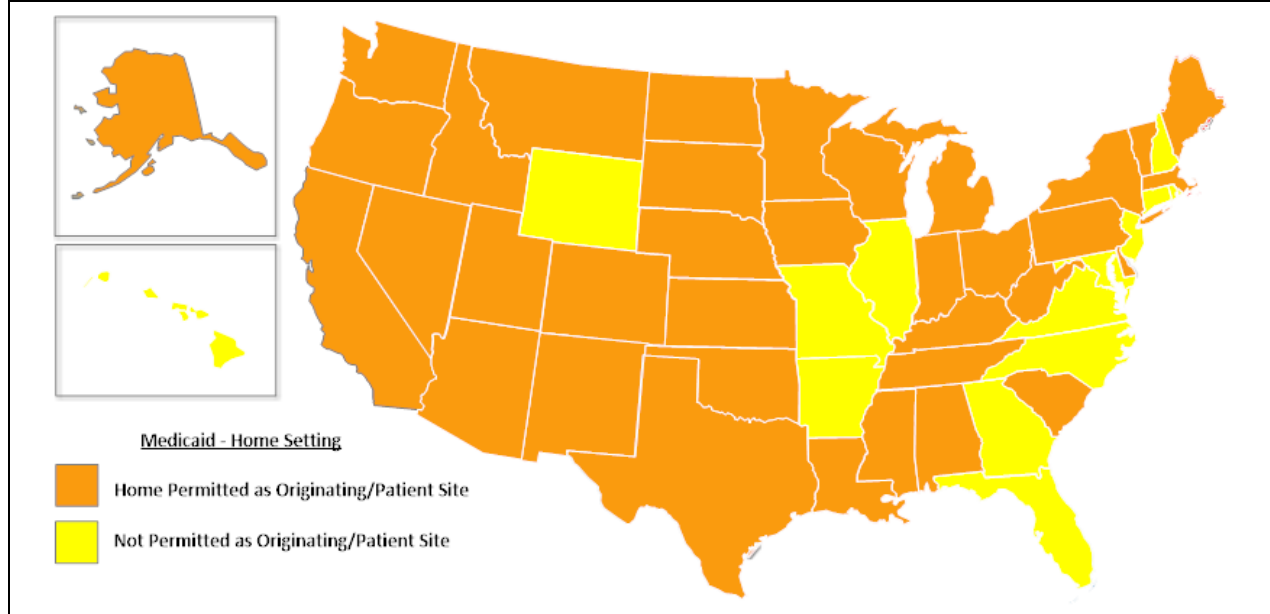 Medicaid - Home Setting
Home Permitted as Originating/Patient Site
Not Permitted as Originating/Patient Site